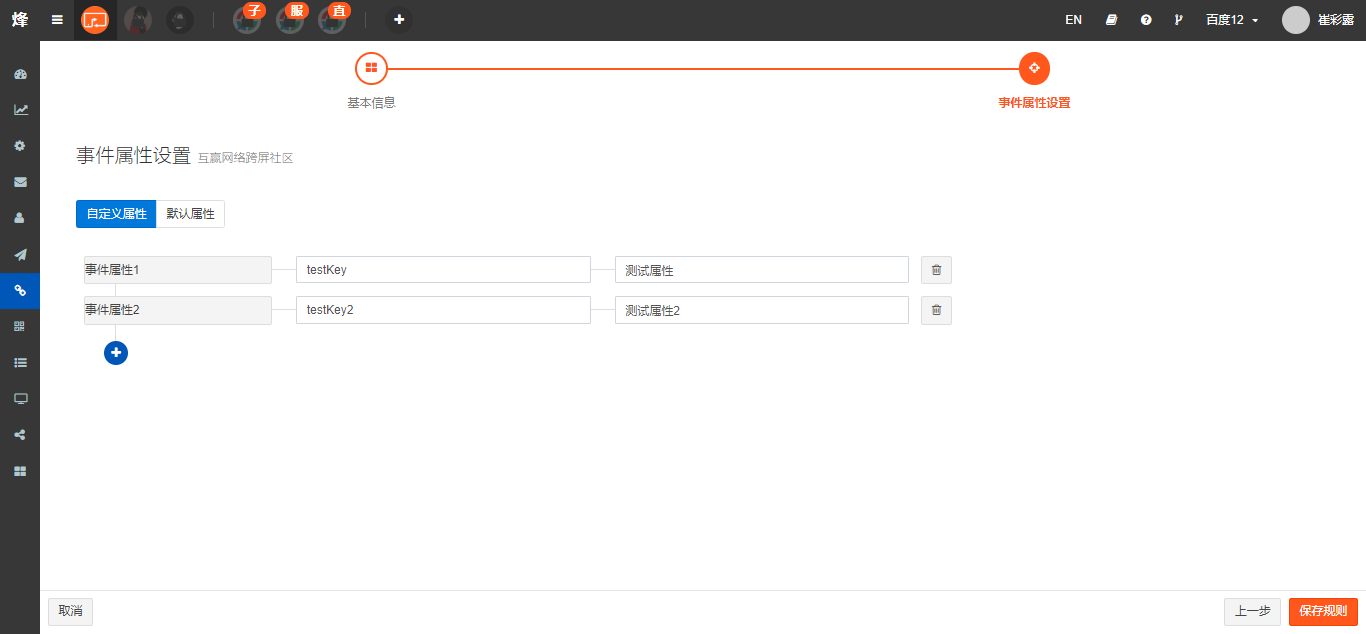 烽 子 服 直 EN 百度12 崔彩露
基本信息 事件属性设置
事件属性设置 互赢网络跨屏社区
自定义属性 默认属性
事件属性1 testKey 测试属性
事件属性2 testKey2 测试属性2
取消 上一步 保存规则